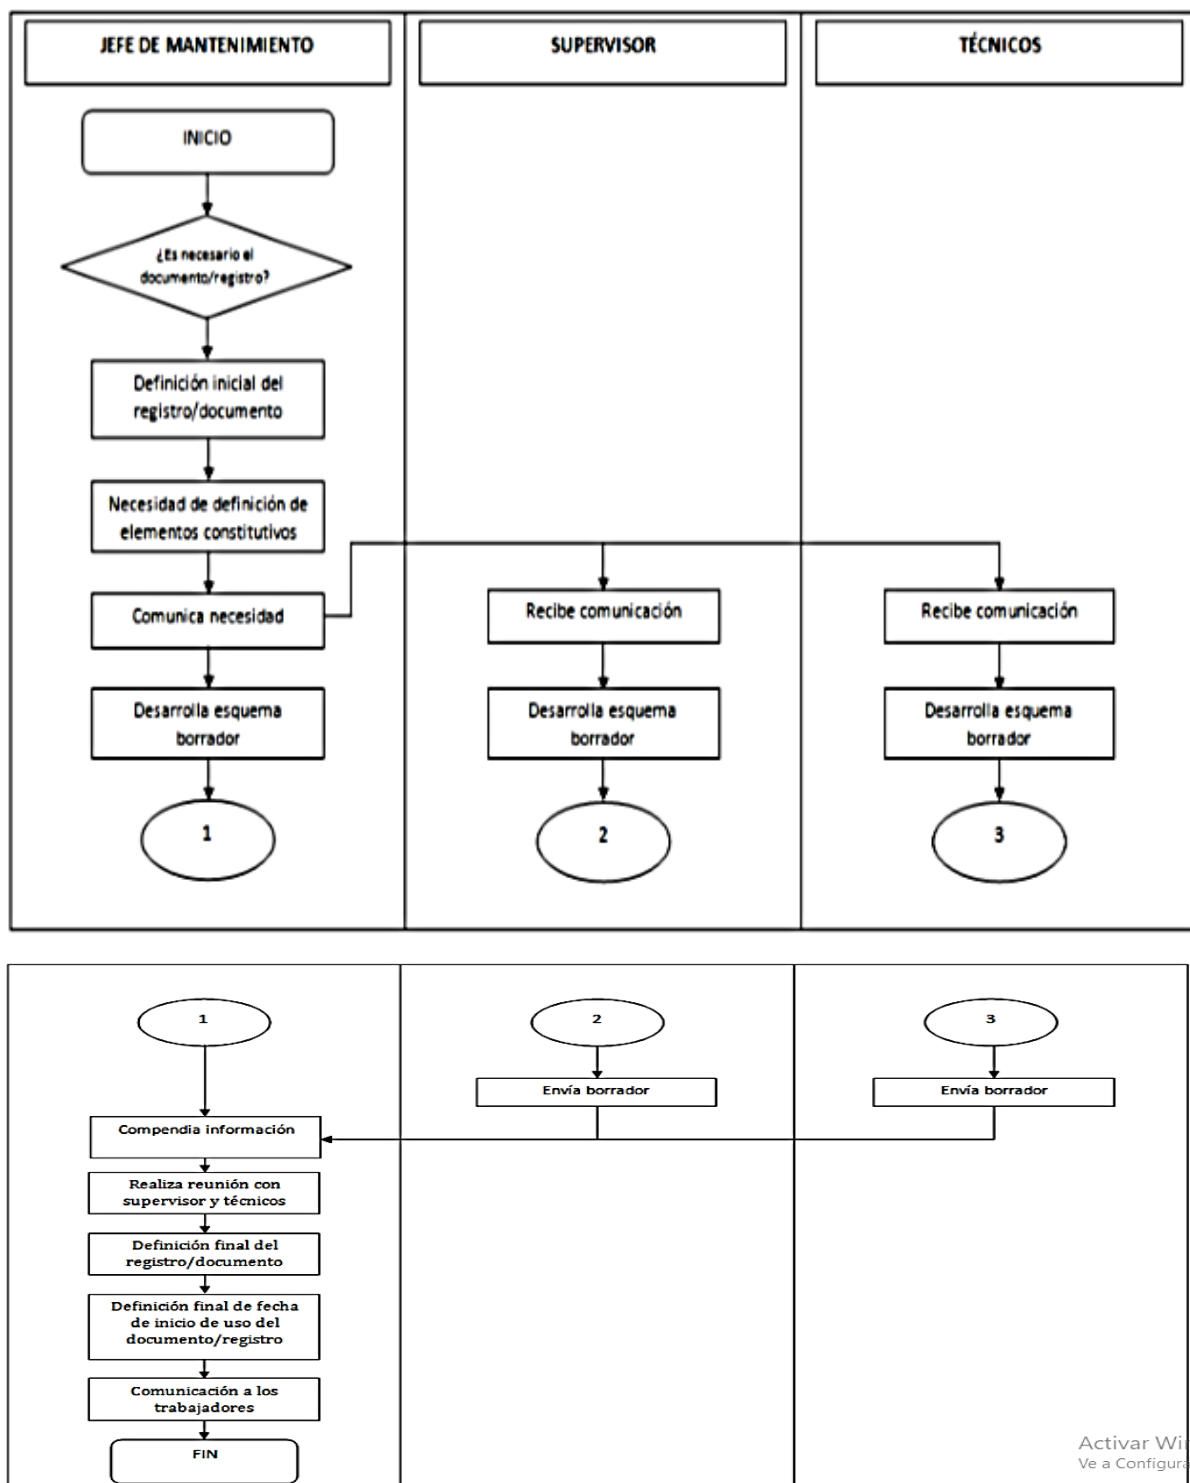 JEFE DE MANTENIMIENTO
SUPERVISOR
TÉCNICOS
INICIO
¿Es necesario el
documento/registro?
Definición inicial del
registro/documento
Necesidad de definición de
elementos constitutivos
Comunica necesidad
Recibe comunicación
Recibe comunicación
Desarrolla esquema
borrador
Desarrolla esquema
borrador
Desarrolla esquema
borrador
1
2
3
1
2
3
Envía borrador
Envía borrador
Compendia información
Realiza reunión con
supervisor y técnicos
Definición final del
registro/documento
Definición final de fecha
de inicio de uso del
documento/registro
Comunicación a los
trabajadores
FIN
Activar Wi
Ve a Configura